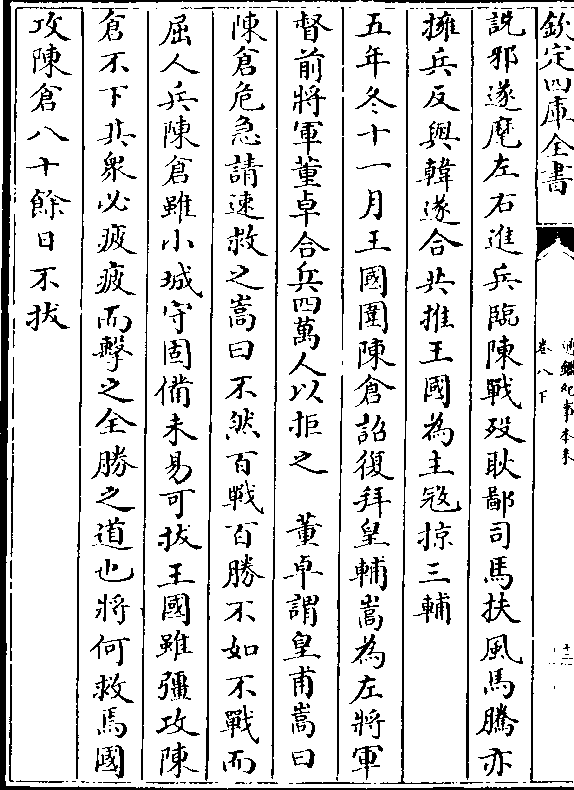 欽定四庫全書
通鑑紀事本末
卷八下
十二
説邪遂麾左右進兵臨陳戰殁耿鄙司馬扶風馬騰亦
擁兵反與韓遂合共推王國為主寇掠三輔
五年冬十一月王國圍陳倉詔復拜皇輔嵩為左將軍
督前將軍董卓合兵四萬人以拒之　董卓謂皇甫嵩曰
陳倉危急請速救之嵩曰不然百戰百勝不如不戰而
屈人兵陳倉雖小城守固備未易可拔王國雖彊攻陳
倉不下其衆必疲疲而擊之全勝之道也將何救焉國
攻陳倉八十餘日不拔